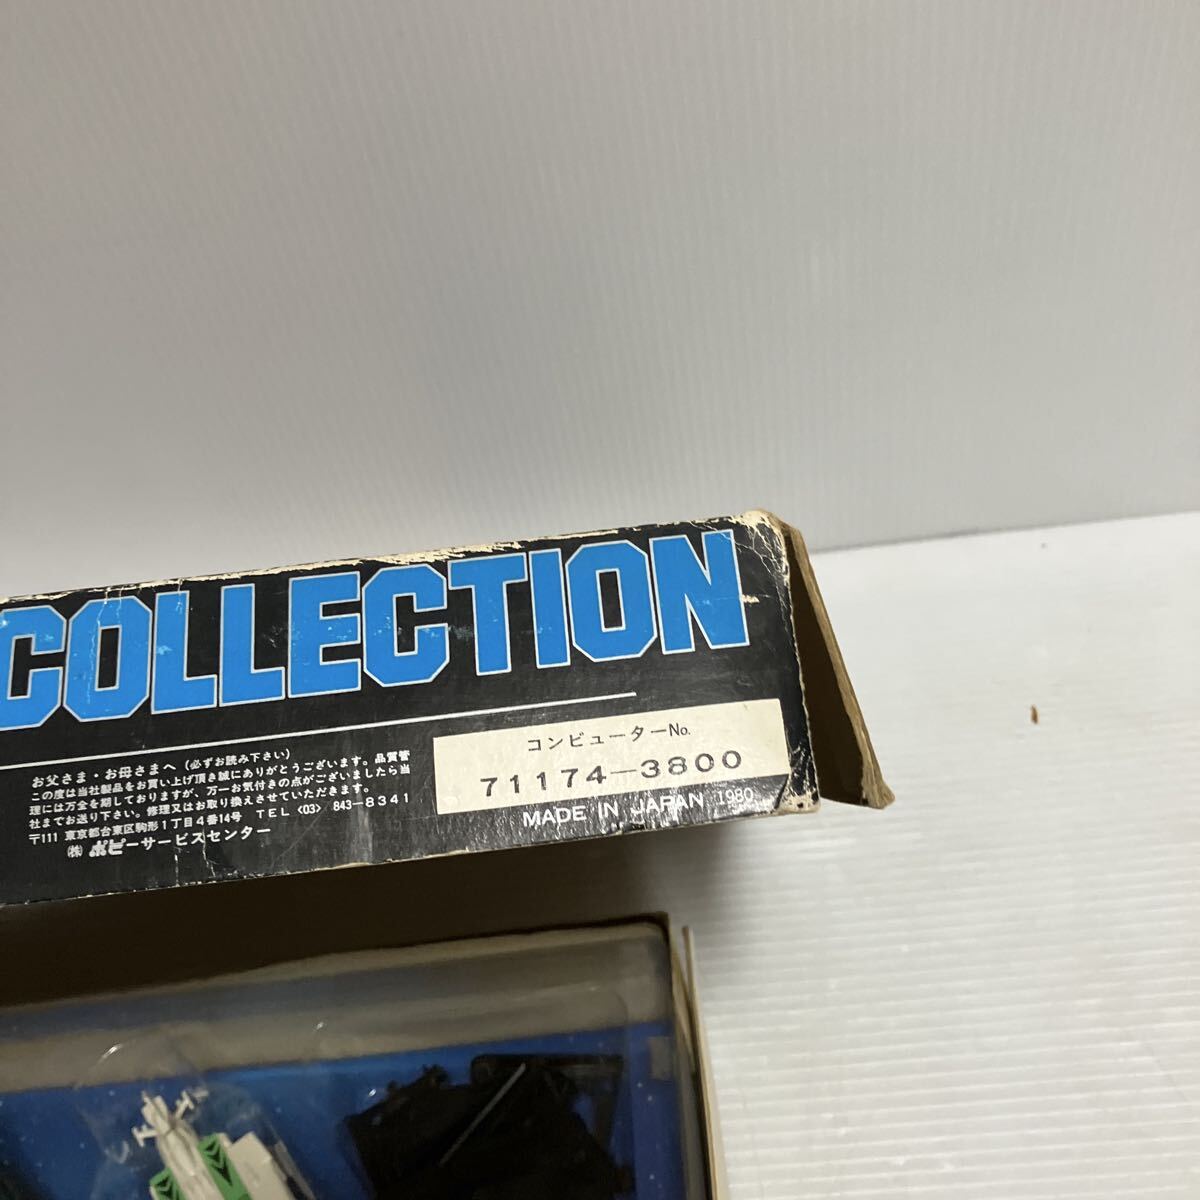 COLLECTION
お父さま・お母さまへ(必ずお読み下さい)
この度は当社製品をお買い上げ頂き誠にありがとうございます。品質管
理には万全を期しておりますが、万一お気付きの点がございましたら当
社までお送り下さい。修理又はお取り換えさせていただきます。
〒111 東京都台東区駒形1丁目4番14号 TEL〈03〉843-8341
(株)ポピーサービスセンター
コンピューターNo.
71174-3800
MADE IN JAPAN 1980